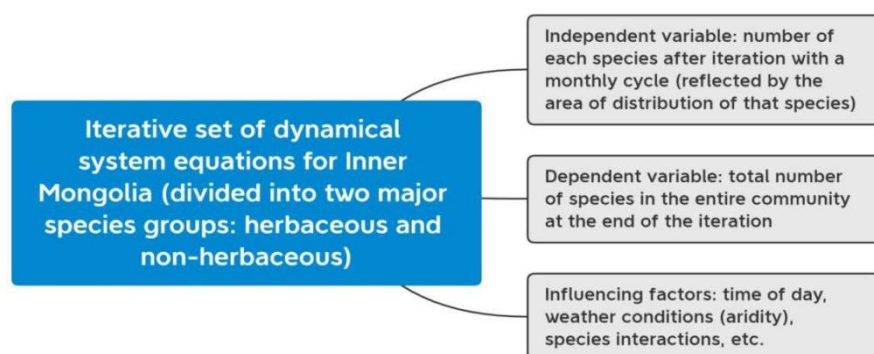 Iterative set of dynamical
system equations for Inner
Mongolia (divided into two major
species groups: herbaceous and
non-herbaceous)
Independent variable: number of
each species after iteration with a
monthly cycle (reflected by the
area of distribution of that species)
Dependent variable: total number
of species in the entire community
at the end of the iteration
Influencing factors: time of day,
weather conditions (aridity),
species interactions, etc.